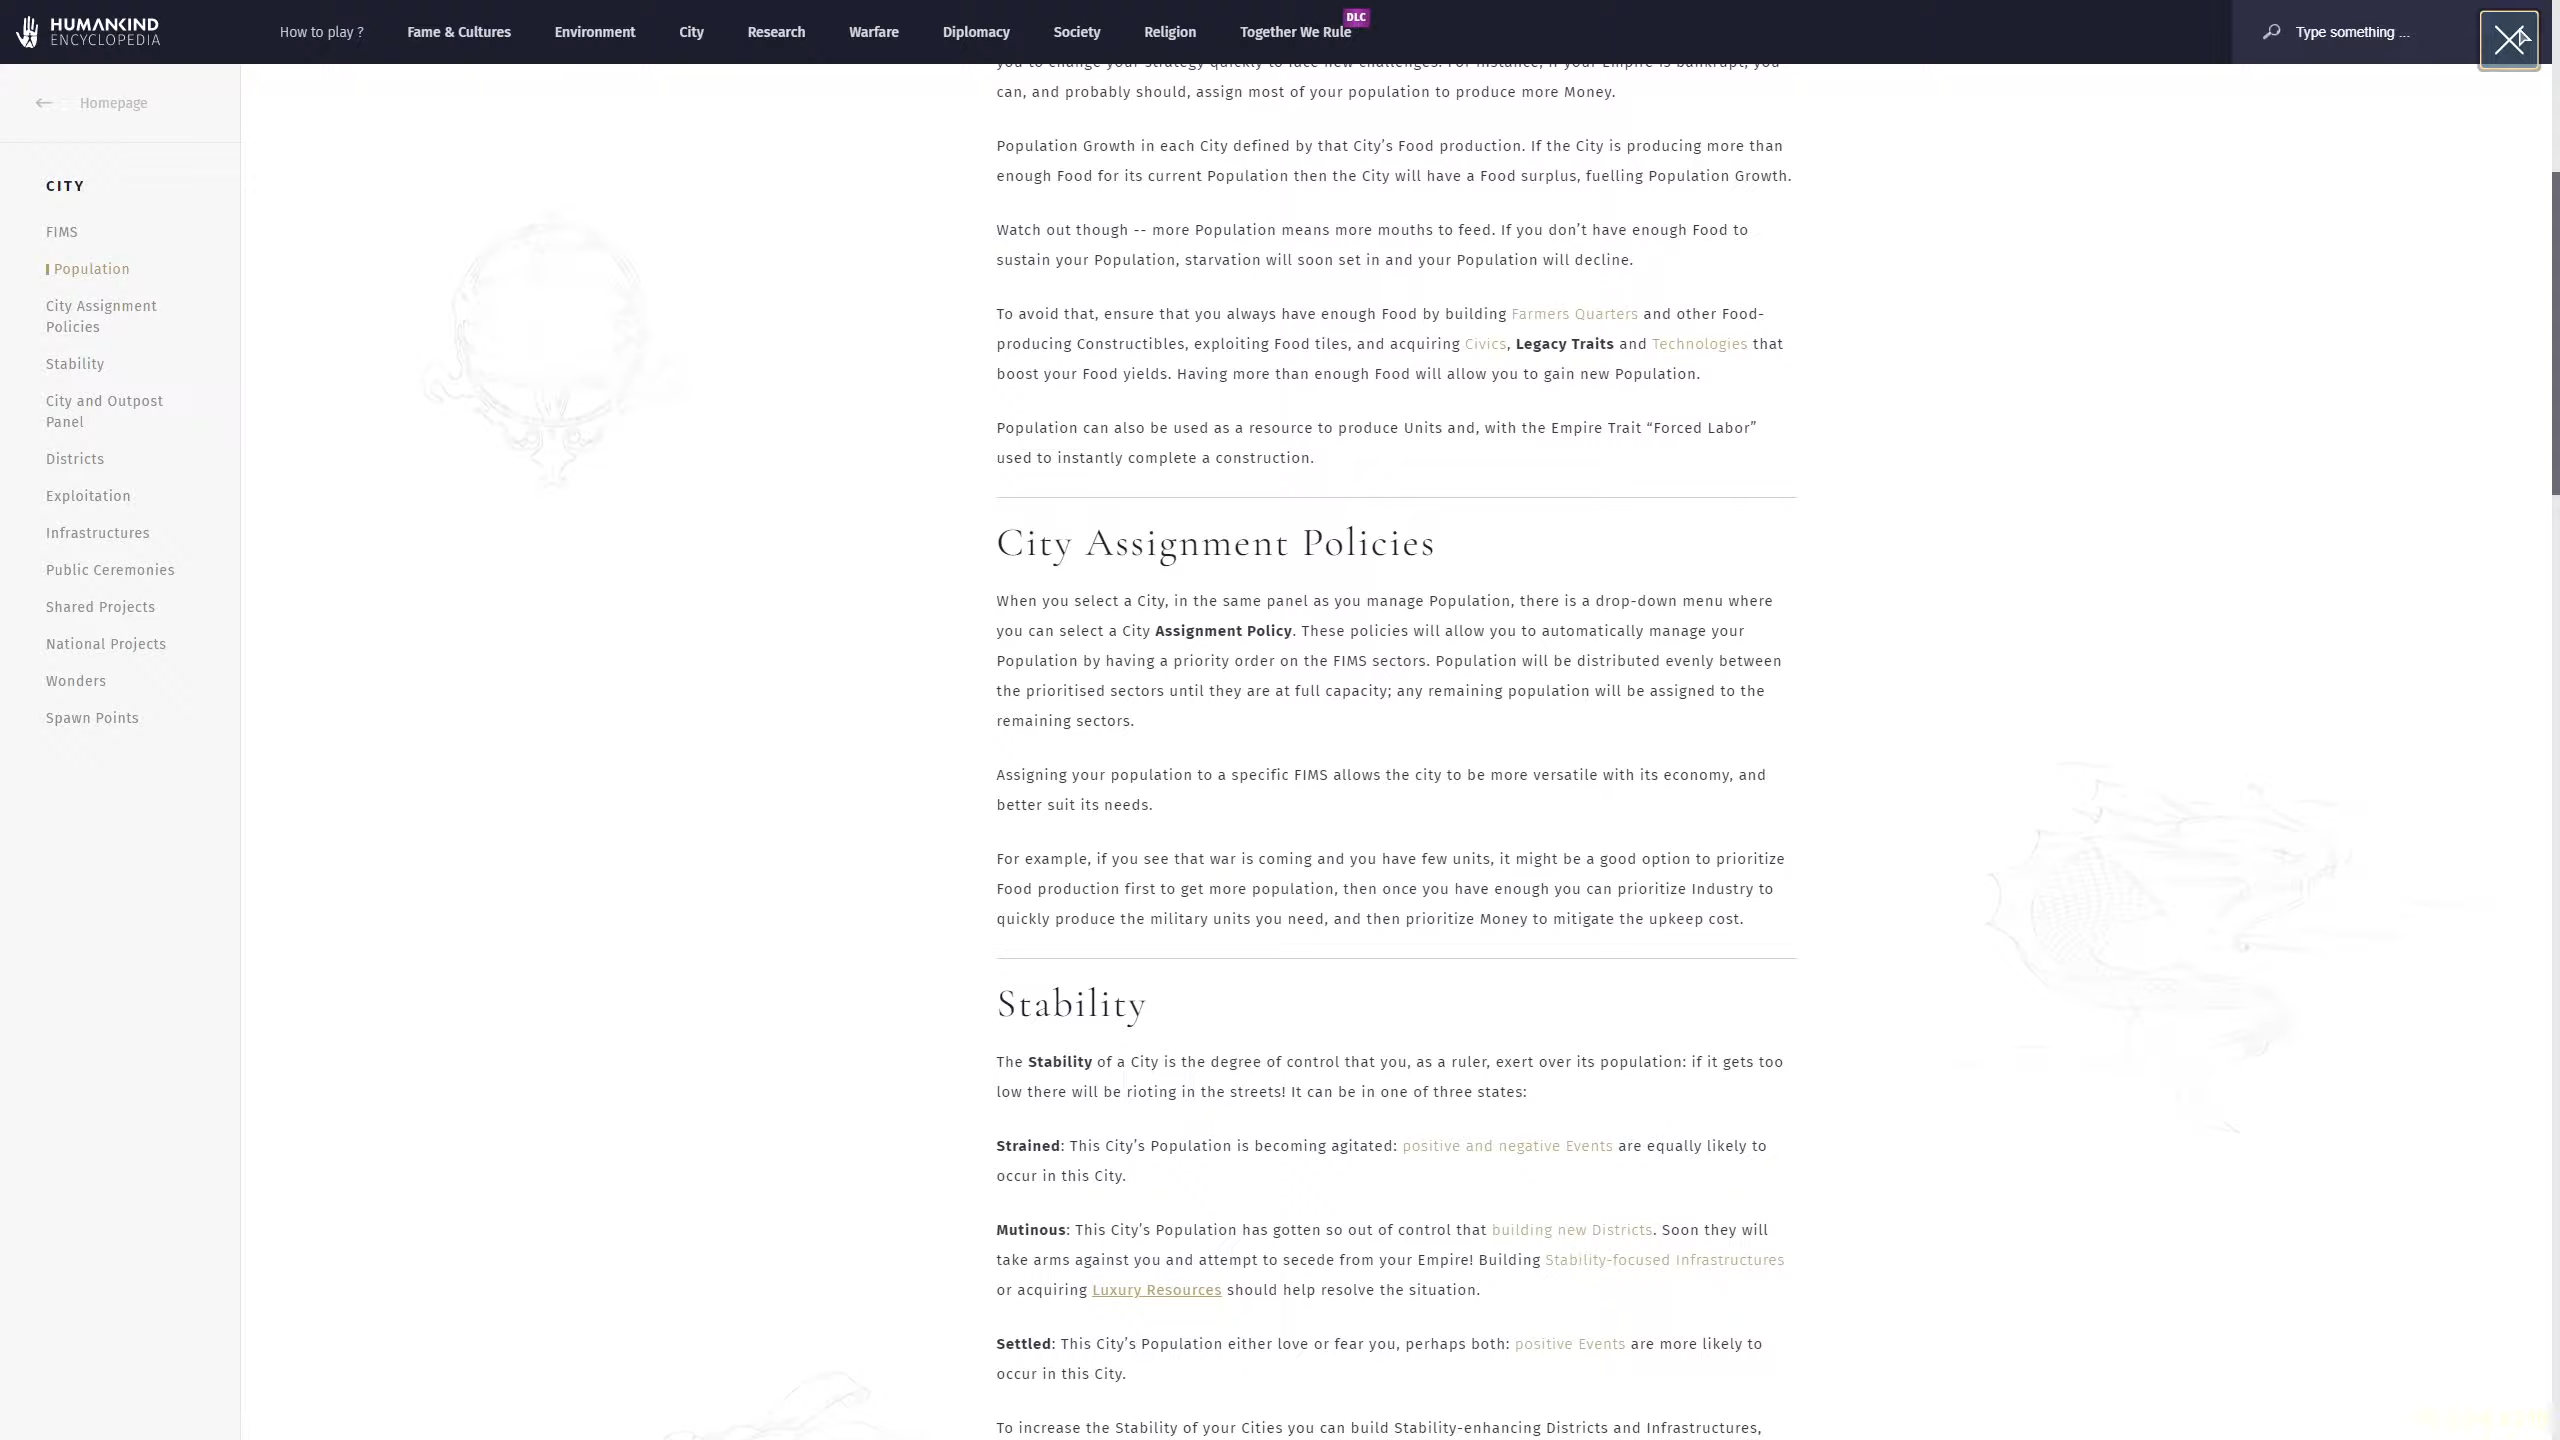 HUMANKIND
ENCYCLOPEDIA
How to play ?
Fame & Cultures
Environment
City
Research
Warfare
Diplomacy
Society
Religion
Together We Rule
DLC
Type something ...
Homepage
CITY
FIMS
Population
City Assignment
Policies
Stability
City and Outpost
Panel
Districts
Exploitation
Infrastructures
Public Ceremonies
Shared Projects
National Projects
Wonders
Spawn Points
you to change your strategy quickly to face new challenges. For instance, if your Empire is bankrupt, you
can, and probably should, assign most of your population to produce more Money.
Population Growth in each City defined by that City’s Food production. If the City is producing more than
enough Food for its current Population then the City will have a Food surplus, fuelling Population Growth.
Watch out though -- more Population means more mouths to feed. If you don’t have enough Food to
sustain your Population, starvation will soon set in and your Population will decline.
To avoid that, ensure that you always have enough Food by building Farmers Quarters and other Food-
producing Constructibles, exploiting Food tiles, and acquiring Civics, Legacy Traits and Technologies that
boost your Food yields. Having more than enough Food will allow you to gain new Population.
Population can also be used as a resource to produce Units and, with the Empire Trait “Forced Labor”
used to instantly complete a construction.
City Assignment Policies
When you select a City, in the same panel as you manage Population, there is a drop-down menu where
you can select a City Assignment Policy. These policies will allow you to automatically manage your
Population by having a priority order on the FIMS sectors. Population will be distributed evenly between
the prioritised sectors until they are at full capacity; any remaining population will be assigned to the
remaining sectors.
Assigning your population to a specific FIMS allows the city to be more versatile with its economy, and
better suit its needs.
For example, if you see that war is coming and you have few units, it might be a good option to prioritize
Food production first to get more population, then once you have enough you can prioritize Industry to
quickly produce the military units you need, and then prioritize Money to mitigate the upkeep cost.
Stability
The Stability of a City is the degree of control that you, as a ruler, exert over its population: if it gets too
low there will be rioting in the streets! It can be in one of three states:
Strained: This City’s Population is becoming agitated: positive and negative Events are equally likely to
occur in this City.
Mutinous: This City’s Population has gotten so out of control that building new Districts. Soon they will
take arms against you and attempt to secede from your Empire! Building Stability-focused Infrastructures
or acquiring Luxury Resources should help resolve the situation.
Settled: This City’s Population either love or fear you, perhaps both: positive Events are more likely to
occur in this City.
To increase the Stability of your Cities you can build Stability-enhancing Districts and Infrastructures,